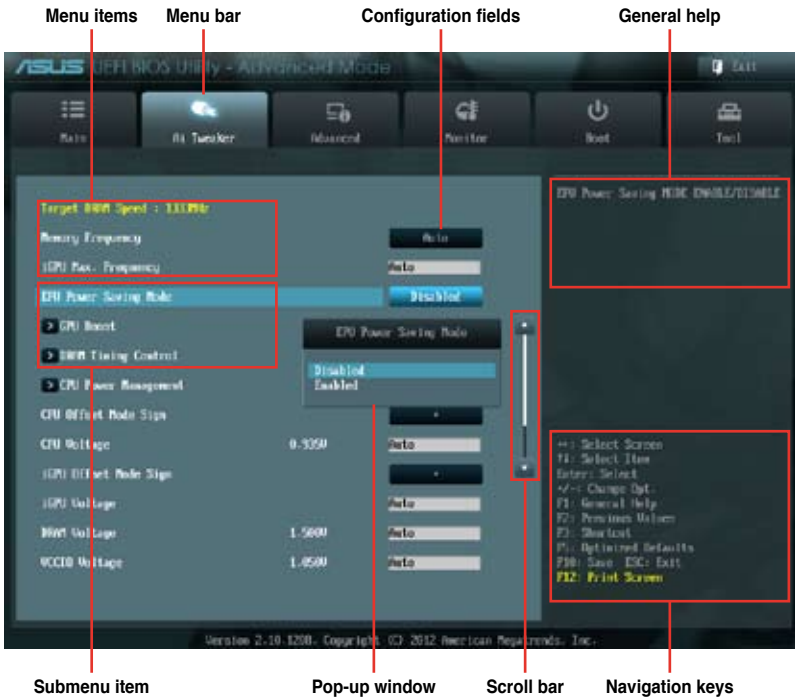 Menu items Menu bar Configuration fields General help
ASUS UEFI BIOS Utility - Advanced Mode Exit
Main Ai Tweaker Advanced Monitor Boot Tool
Target DRAM Speed :
EPU Power Saving MODE ENABLE/DISABLE
Memory Frequency Auto
iGPU Max. Frequency Auto
EPU Power Saving Mode Disabled
GPU Boost
EPU Power Saving Mode
DRAM Timing Control
Disabled
CPU Power Management
Enabled
CPU Offset Mode Sign
CPU Voltage 0.935V Auto
iGPU Offset Mode Sign
iGPU Voltage Auto
DRAM Voltage 1.500V Auto
VCCIO Voltage 1.050V Auto
Select Screen
Select Item
Enter: Select
+/-: Change Opt.
F1: General Help
F2: Previous Values
F3: Shortcut
F5: Optimized Defaults
F10: Save ESC: Exit
F12: Print Screen
Version 2.10.1208. Copyright (C) 2012 American Megatrends, Inc.
Submenu item Pop-up window Scroll bar Navigation keys